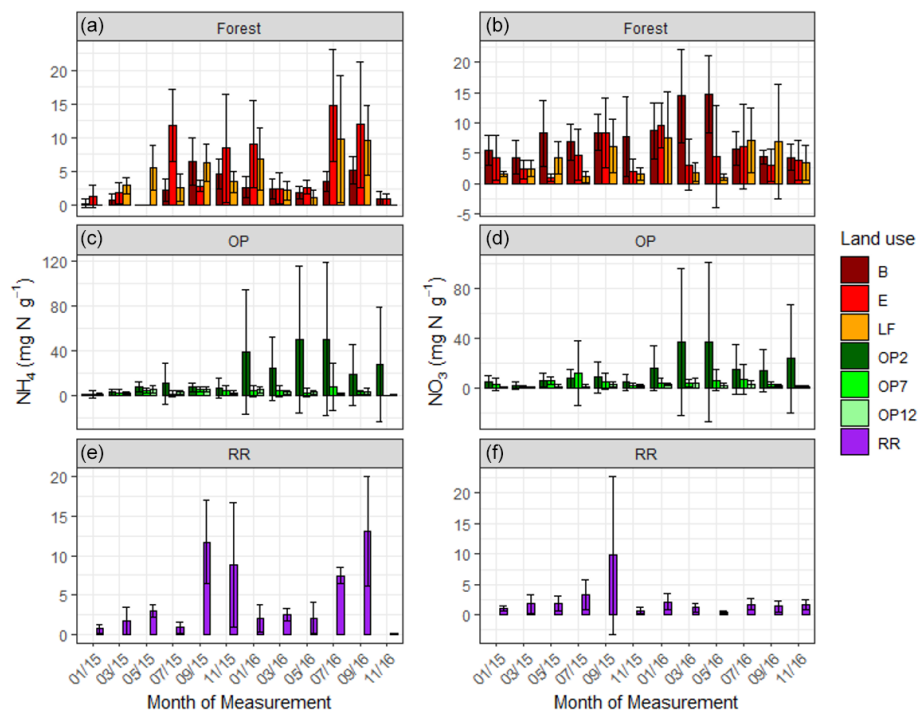 (a)
Forest
20
15
10
5
0
(b)
Forest
20
15
10
5
0
-5
(c)
OP
120
80
40
0
NH4 (mg N g−1)
(d)
OP
80
40
0
NO3 (mg N g−1)
(e)
RR
20
15
10
5
0
01/15
03/15
05/15
07/15
09/15
11/15
01/16
03/16
05/16
07/16
09/16
11/16
Month of Measurement
(f)
RR
20
15
10
5
0
01/15
03/15
05/15
07/15
09/15
11/15
01/16
03/16
05/16
07/16
09/16
11/16
Month of Measurement
Land use
B
E
LF
OP2
OP7
OP12
RR